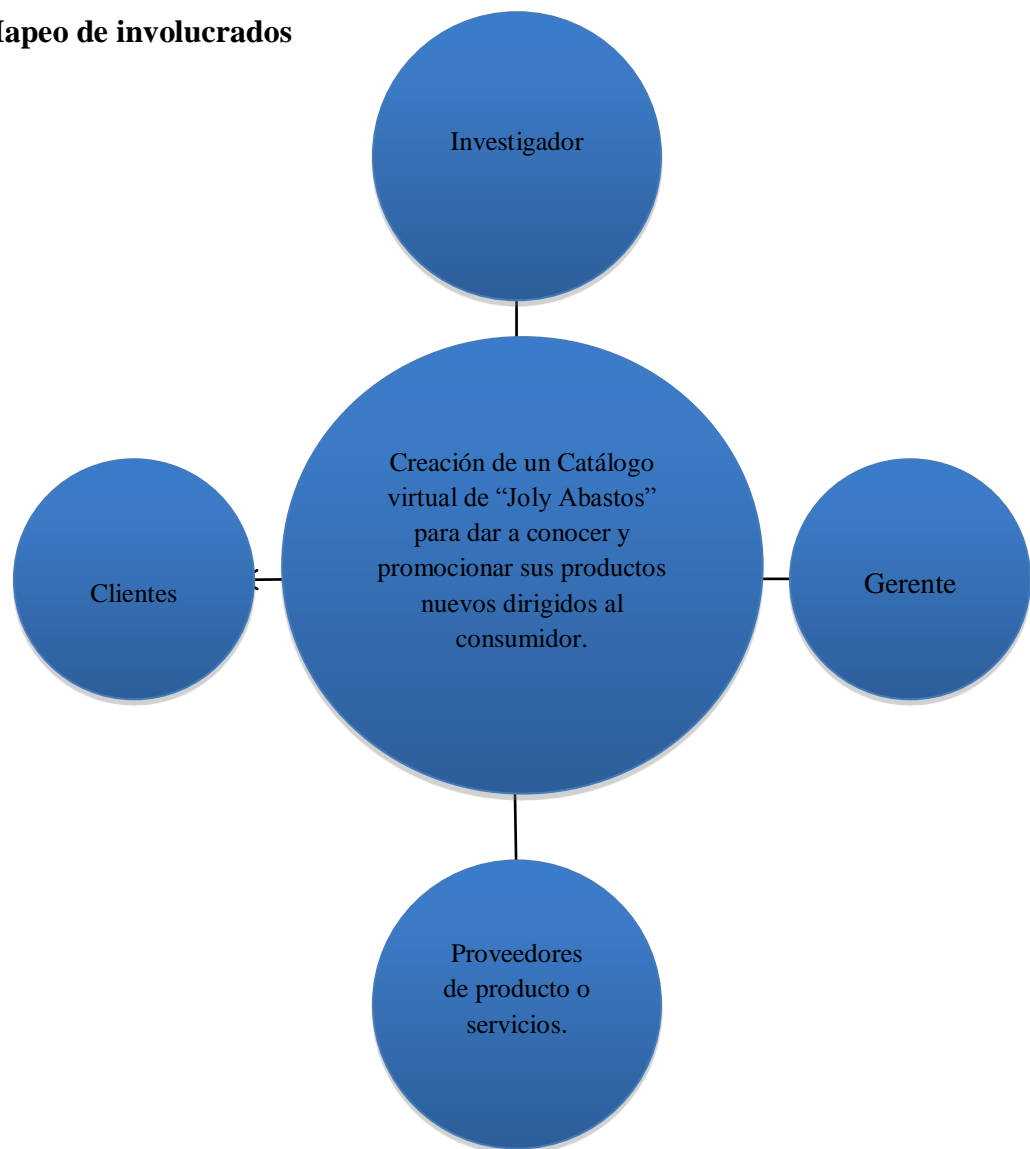 apeo de involucrados
Investigador
Creación de un Catálogo
virtual de “Joly Abastos”
para dar a conocer y
promocionar sus productos
nuevos dirigidos al
consumidor.
Clientes
Gerente
Proveedores
de producto o
servicios.